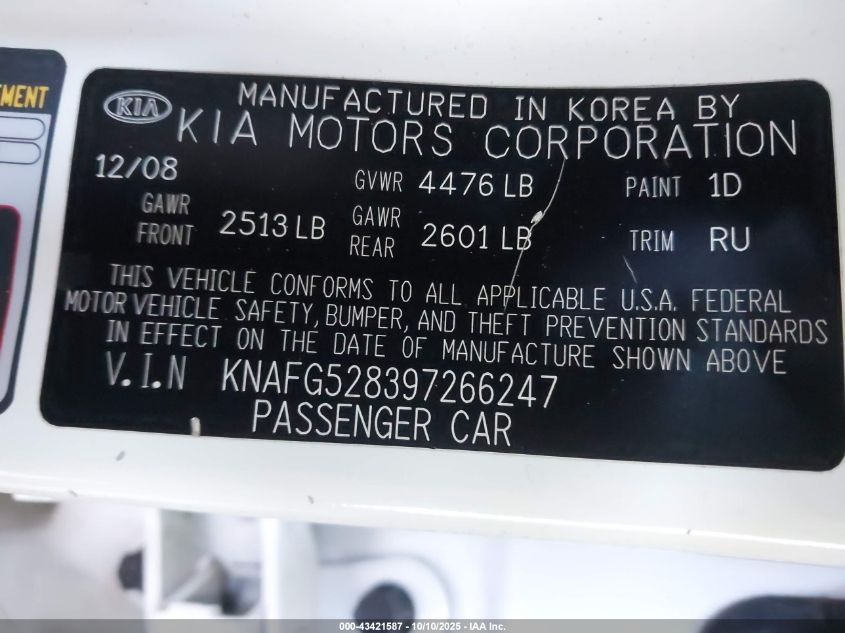 EMENT
KIA
MANUFACTURED IN KOREA BY
KIA MOTORS CORPORATION
12/08 GVWR 4476 LB PAINT 1D
GAWR FRONT 2513 LB GAWR REAR 2601 LB TRIM RU
THIS VEHICLE CONFORMS TO ALL APPLICABLE U.S.A. FEDERAL
MOTOR VEHICLE SAFETY, BUMPER, AND THEFT PREVENTION STANDARDS
IN EFFECT ON THE DATE OF MANUFACTURE SHOWN ABOVE
V.I.N KNAFG528397266247
PASSENGER CAR
000-43421587 - 10/10/2025 - IAA Inc.